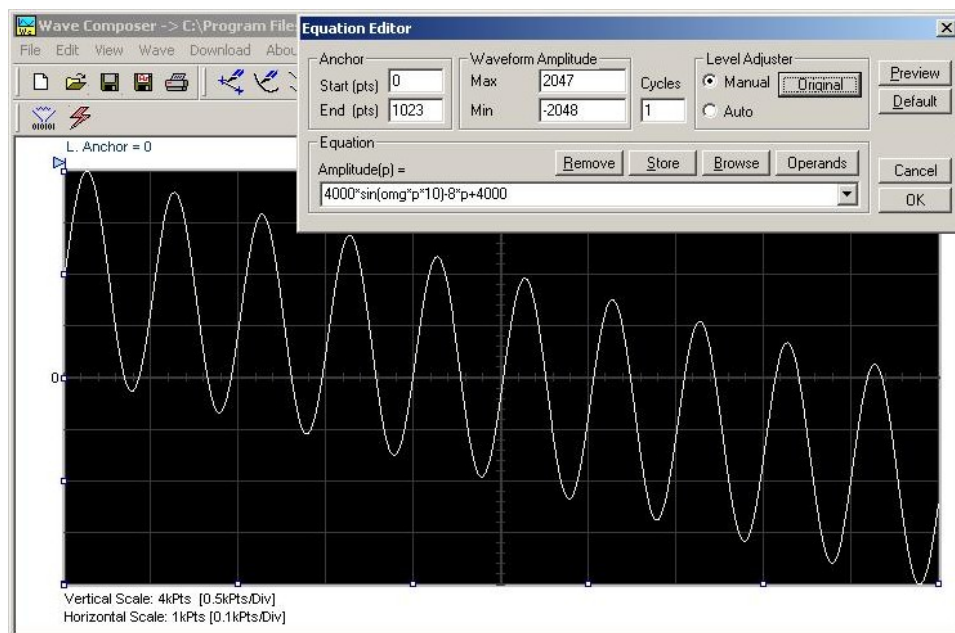 Wave Composer -> C:\Program File
File Edit View Wave Download Abou
L. Anchor = 0
0
Vertical Scale: 4kPts [0.5kPts/Div]
Horizontal Scale: 1kPts [0.1kPts/Div]
Equation Editor
Anchor
Start (pts) 0
End (pts) 1023
Waveform Amplitude
Max 2047
Min -2048
Cycles
1
Level Adjuster
Manual Original
Auto
Preview
Default
Equation
Amplitude(p) =
Remove Store Browse Operands
4000*sin(omg*p*10)-8*p+4000
Cancel
OK